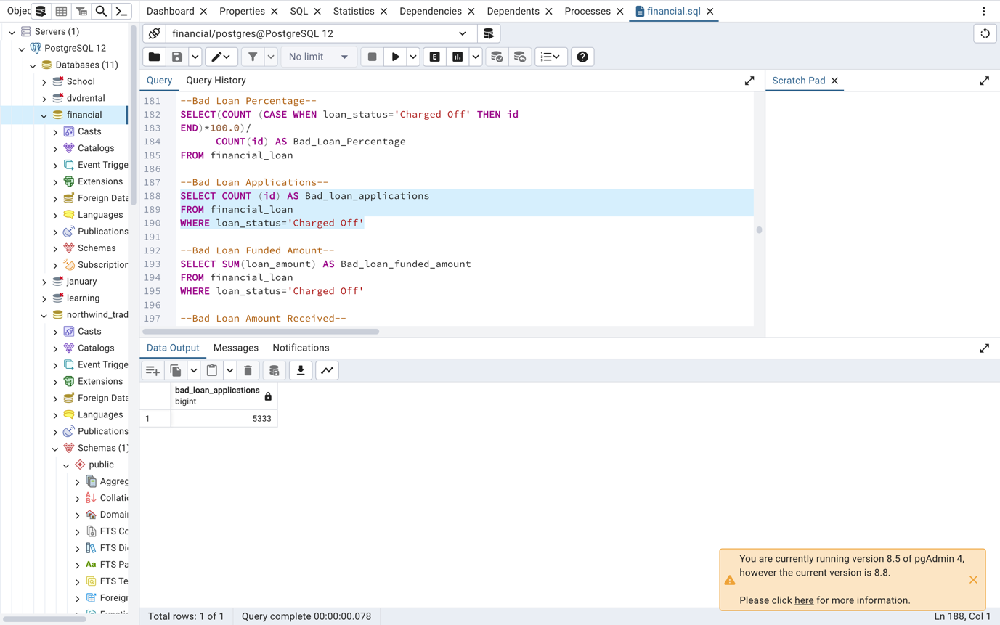 Objec
Dashboard
Properties
SQL
Statistics
Dependencies
Dependents
Processes
financial.sql
Servers (1)
PostgreSQL 12
Databases (11)
School
dvdrental
financial
Casts
Catalogs
Event Trigge
Extensions
Foreign Data
Languages
Publications
Schemas
Subscription
january
learning
northwind_trad
Casts
Catalogs
Event Trigge
Extensions
Foreign Data
Languages
Publications
Schemas (1)
public
Aggreg
Collatio
Domai
FTS Co
FTS Di
Aa FTS Pa
FTS Te
Foreign
Functi
financial/postgres@PostgreSQL 12
No limit
E
Query
Query History
Scratch Pad
181 --Bad Loan Percentage--
182 SELECT(COUNT (CASE WHEN loan_status='Charged Off' THEN id
183 END)*100.0)/
184 COUNT(id) AS Bad_Loan_Percentage
185 FROM financial_loan
186
187 --Bad Loan Applications--
188 SELECT COUNT (id) AS Bad_loan_applications
189 FROM financial_loan
190 WHERE loan_status='Charged Off'
191
192 --Bad Loan Funded Amount--
193 SELECT SUM(loan_amount) AS Bad_loan_funded_amount
194 FROM financial_loan
195 WHERE loan_status='Charged Off'
196
197 --Bad Loan Amount Received--
Data Output
Messages
Notifications
bad_loan_applications
bigint
1 5333
You are currently running version 8.5 of pgAdmin 4,
however the current version is 8.8.
Please click here for more information.
Total rows: 1 of 1
Query complete 00:00:00.078
Ln 188, Col 1